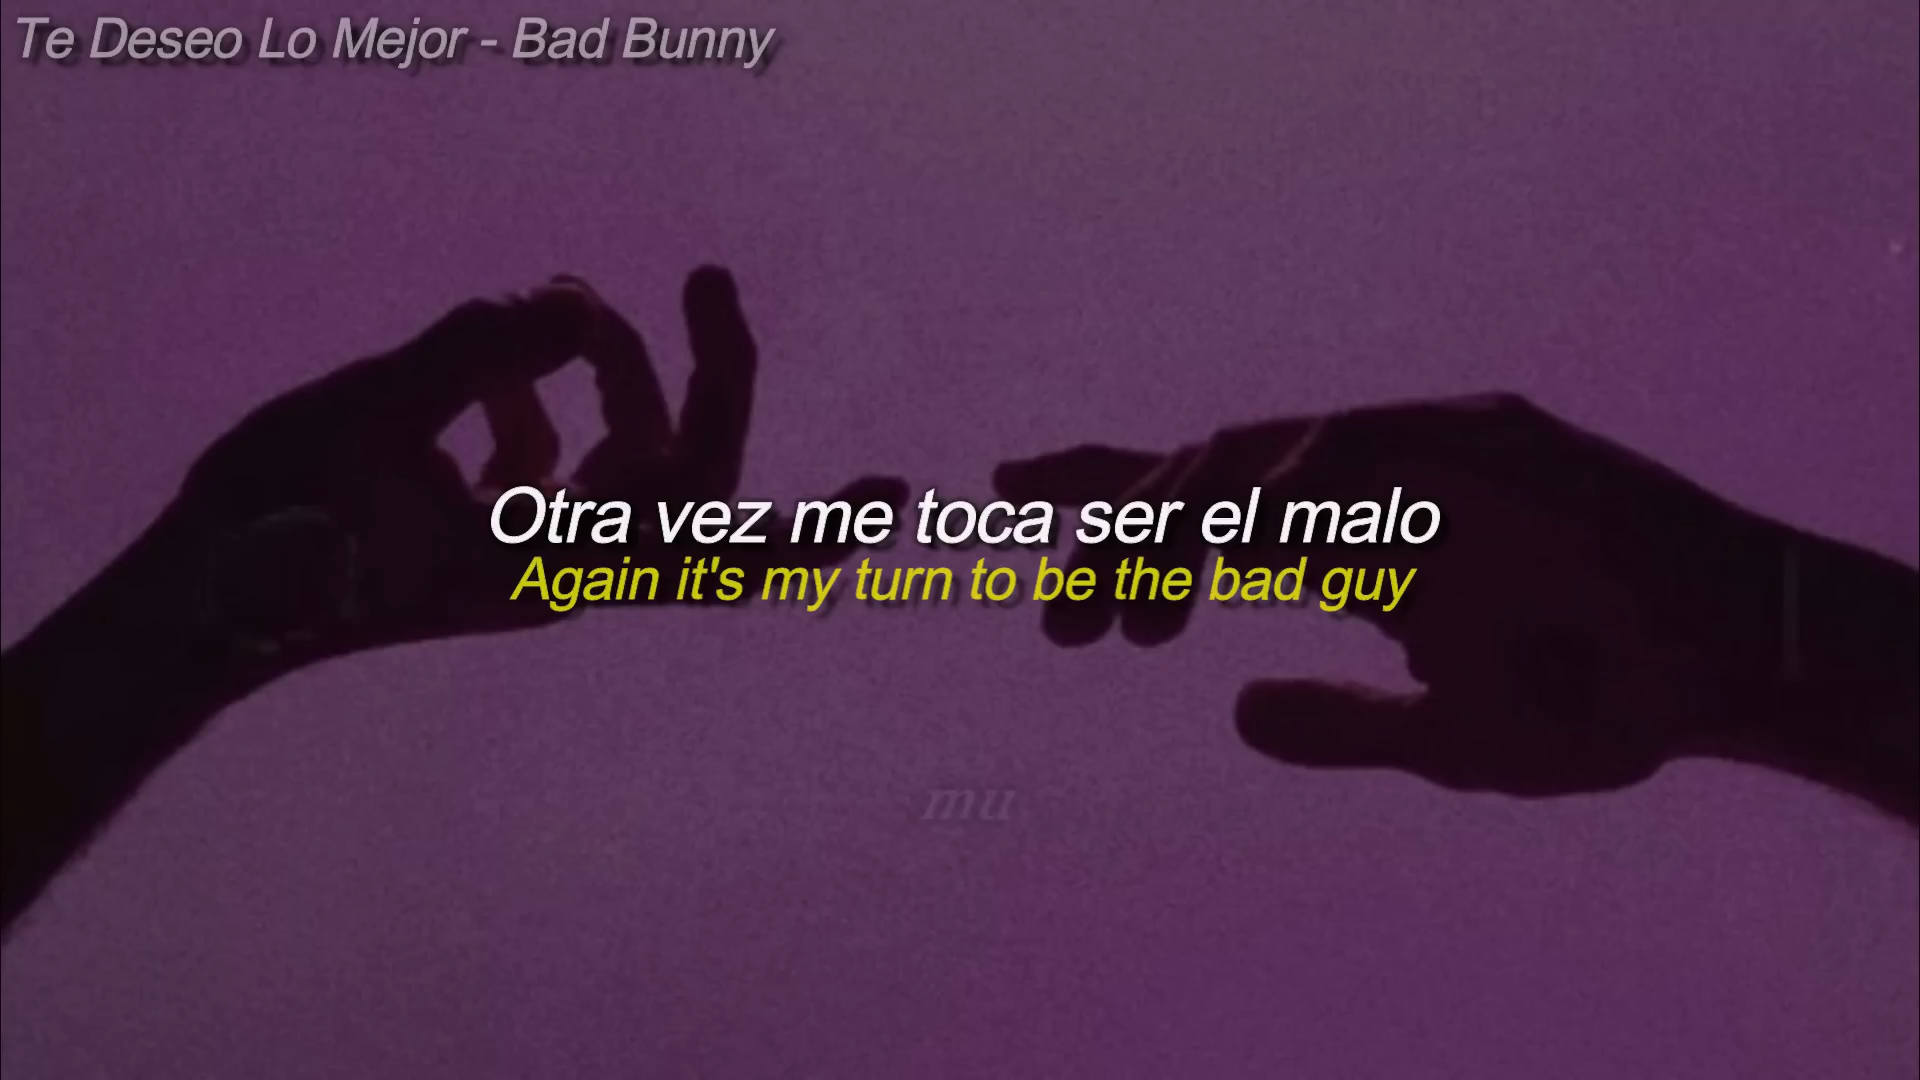 Te Deseo Lo Mejor - Bad Bunny
Otra vez me toca ser el malo
Again it's my turn to be the bad guy
mu